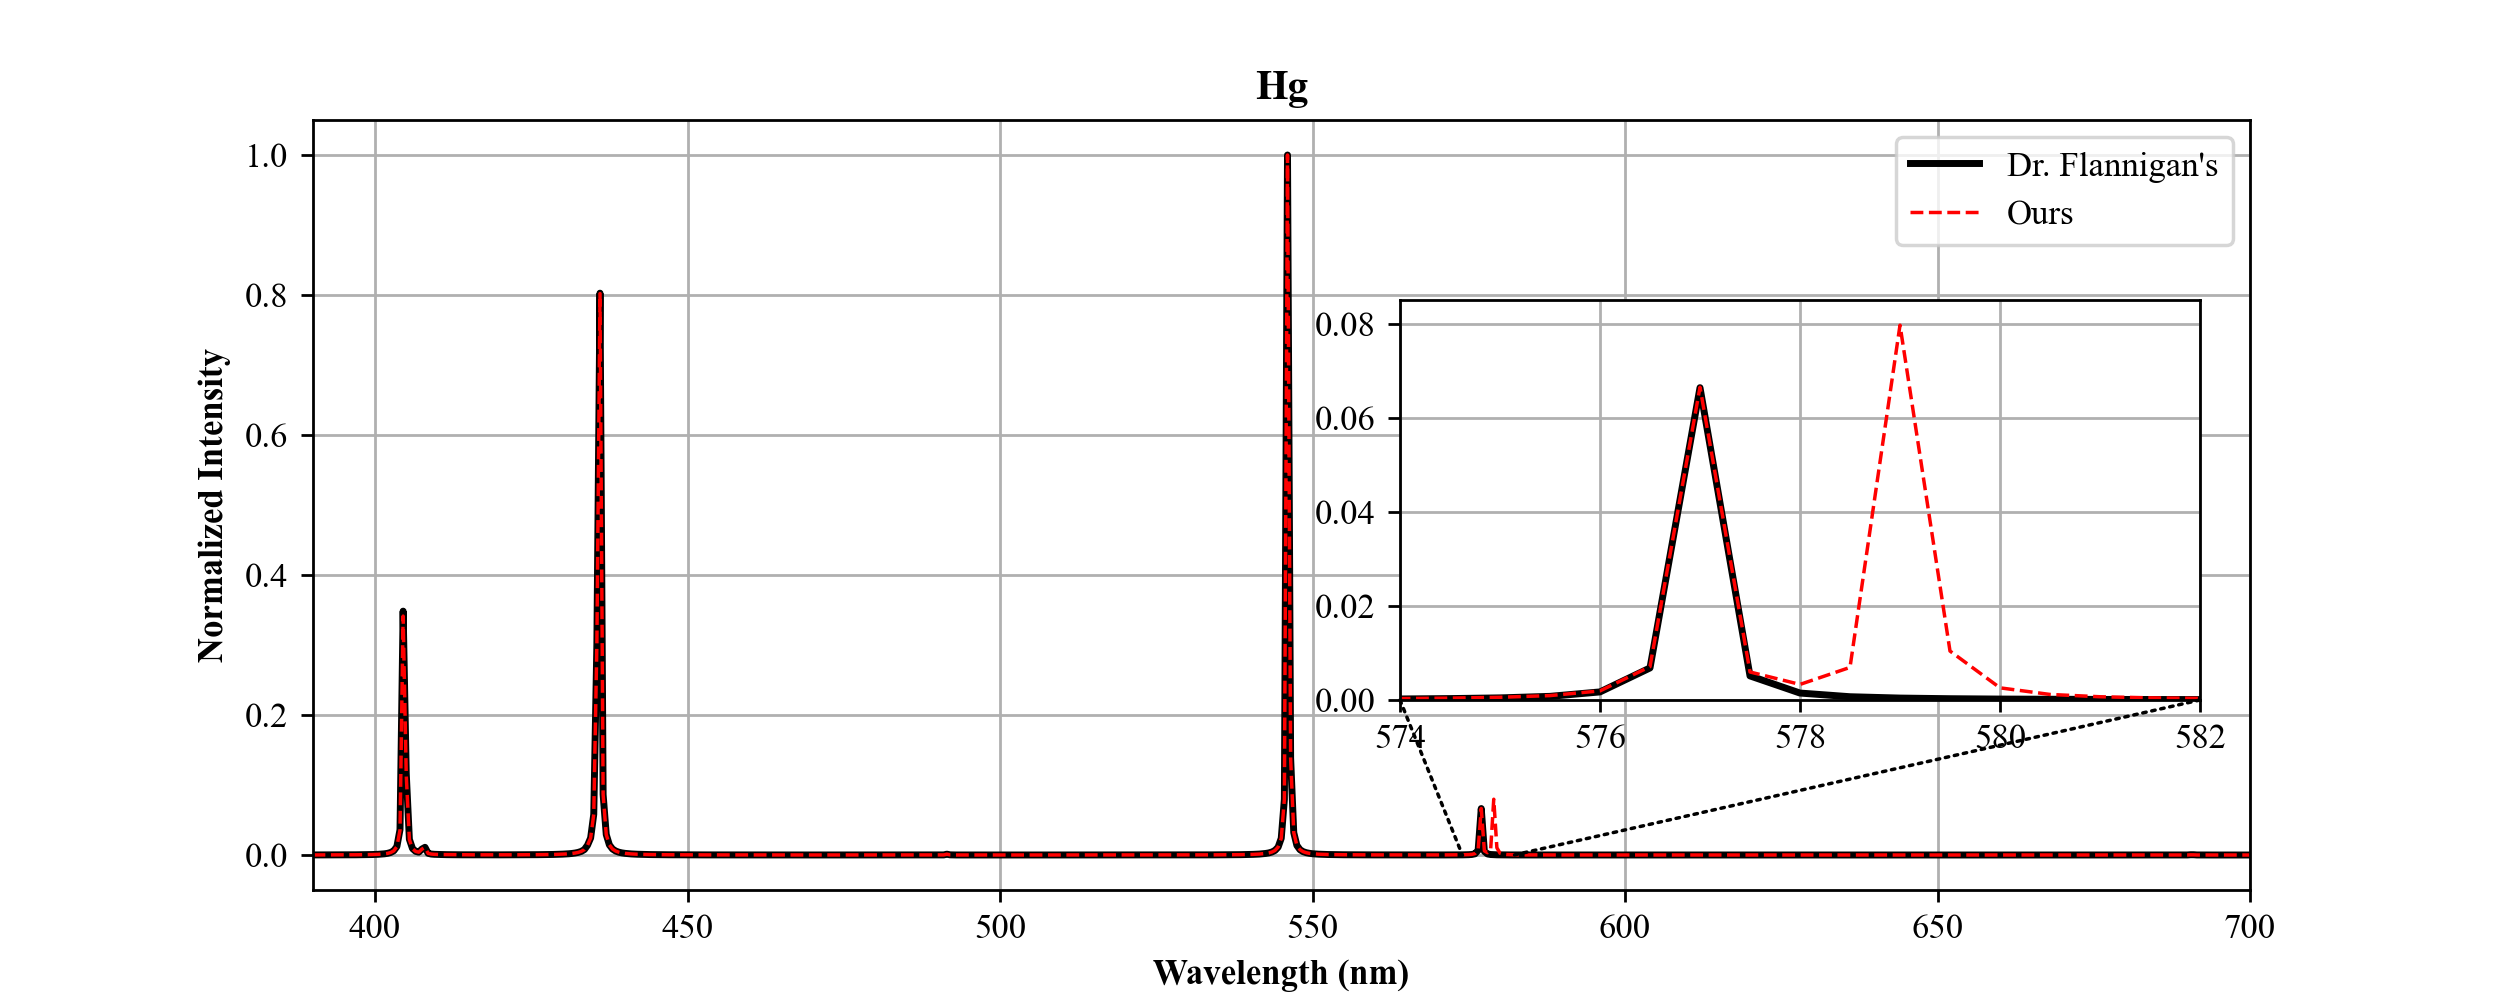 Hg
1.0
0.8
0.6
0.4
0.2
0.0
Normalized Intensity
Dr. Flannigan's
Ours
0.08
0.06
0.04
0.02
0.00
574 576 578 580 582
400 450 500 550 600 650 700
Wavelength (nm)